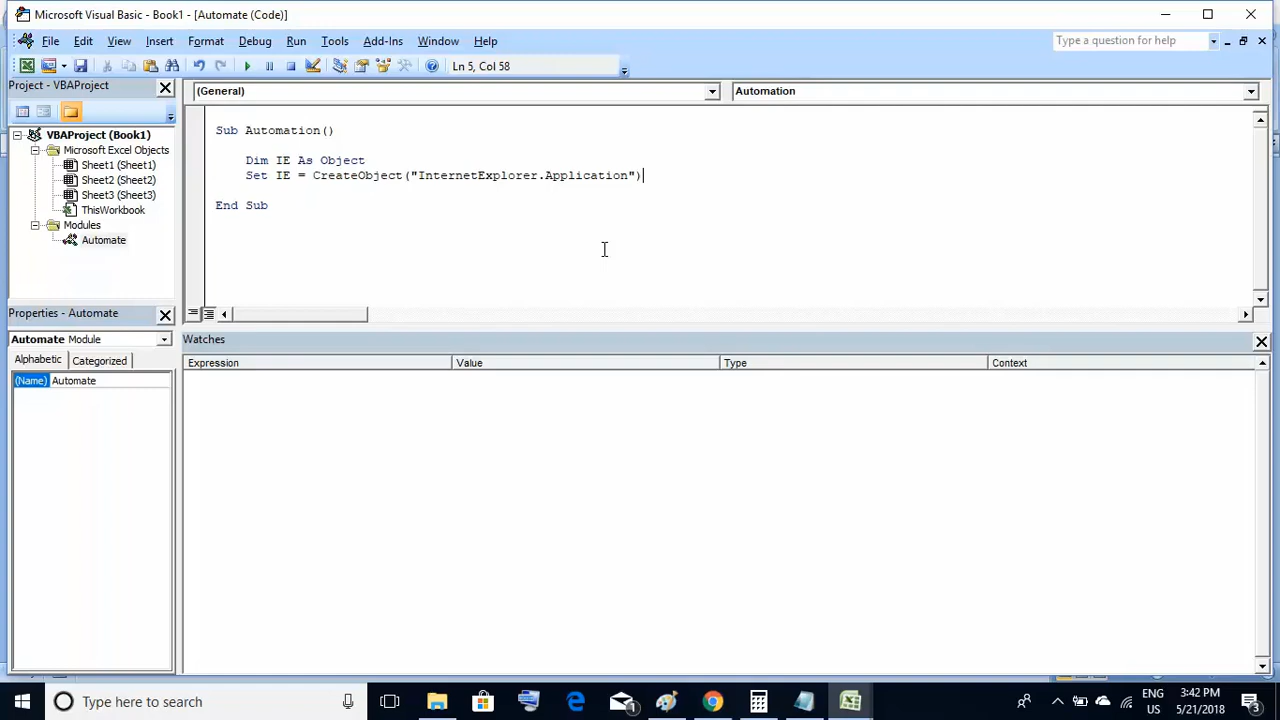 Microsoft Visual Basic - Book1 - [Automate (Code)]
File Edit View Insert Format Debug Run Tools Add-Ins Window Help
Type a question for help
Ln 5, Col 58
Project - VBAProject
(General)
Automation
VBAProject (Book1)
Microsoft Excel Objects
Sheet1 (Sheet1)
Sheet2 (Sheet2)
Sheet3 (Sheet3)
ThisWorkbook
Modules
Automate
Sub Automation()
Dim IE As Object
Set IE = CreateObject("InternetExplorer.Application")
End Sub
Properties - Automate
Automate Module
Alphabetic Categorized
(Name) Automate
Watches
Expression Value Type Context
Type here to search
1
ENG
US
3:42 PM
5/21/2018
3